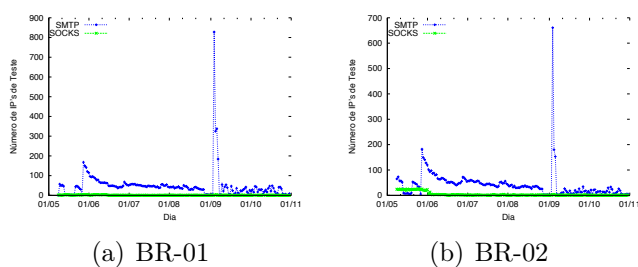 SMTP
SOCKS
Número de IP's de Teste
900
800
700
600
500
400
300
200
100
0
01/05 01/06 01/07 01/08 01/09 01/10 01/11
Dia
(a) BR-01
SMTP
SOCKS
Número de IP's de Teste
700
600
500
400
300
200
100
0
01/05 01/06 01/07 01/08 01/09 01/10 01/11
Dia
(b) BR-02